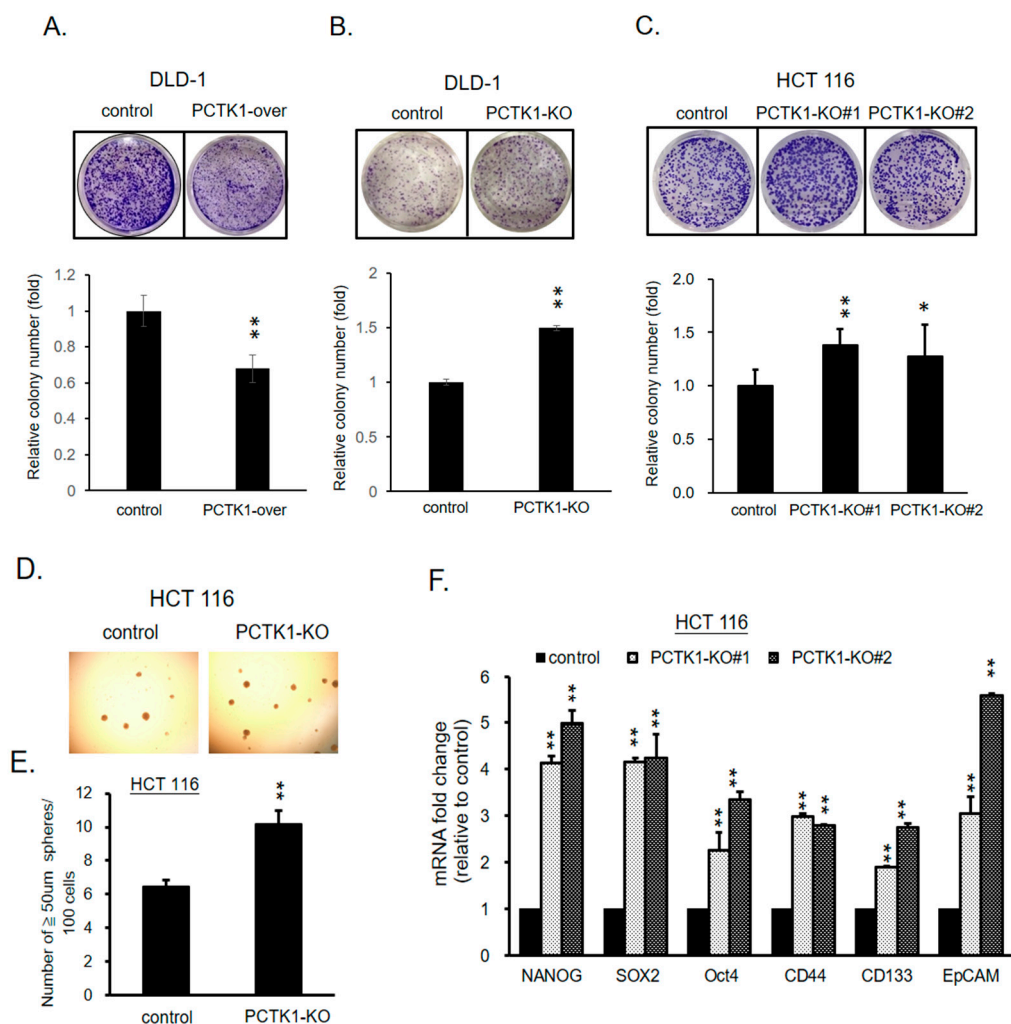 A.
DLD-1
control PCTK1-over
Relative colony number (fold)
1.2
1
0.8
0.6
0.4
0.2
0
**
control PCTK1-over
B.
DLD-1
control PCTK1-KO
Relative colony number (fold)
2
1.5
1
1.5
0
**
control PCTK1-KO
C.
HCT 116
control PCTK1-KO#1 PCTK1-KO#2
Relative colony number (fold)
2.0
1.5
1.0
0.5
0.0
** *
control PCTK1-KO#1 PCTK1-KO#2
D.
HCT 116
control PCTK1-KO
E.
HCT 116
Number of ≧ 50um spheres/
100 cells
12
10
8
6
4
2
0
**
control PCTK1-KO
F.
HCT 116
control PCTK1-KO#1 PCTK1-KO#2
mRNA fold change
(relative to control)
6
5
4
3
2
1
0
** ** ** ** ** ** ** ** ** ** ** **
NANOG SOX2 Oct4 CD44 CD133 EpCAM